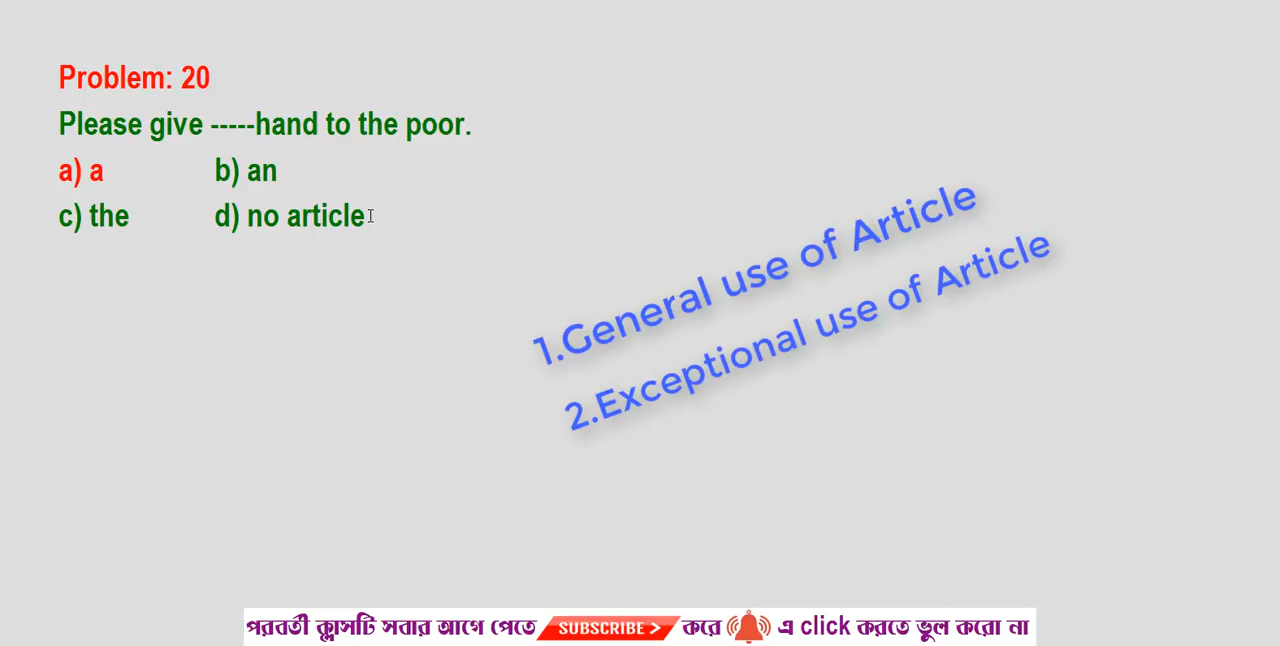 Problem: 20
Please give -----hand to the poor.
a) a b) an
c) the d) no article
1.General use of Article
2.Exceptional use of Article
পরবর্তী ক্লাসটি সবার আগে পেতে SUBSCRIBE > করে এ click করতে ভুল করো না